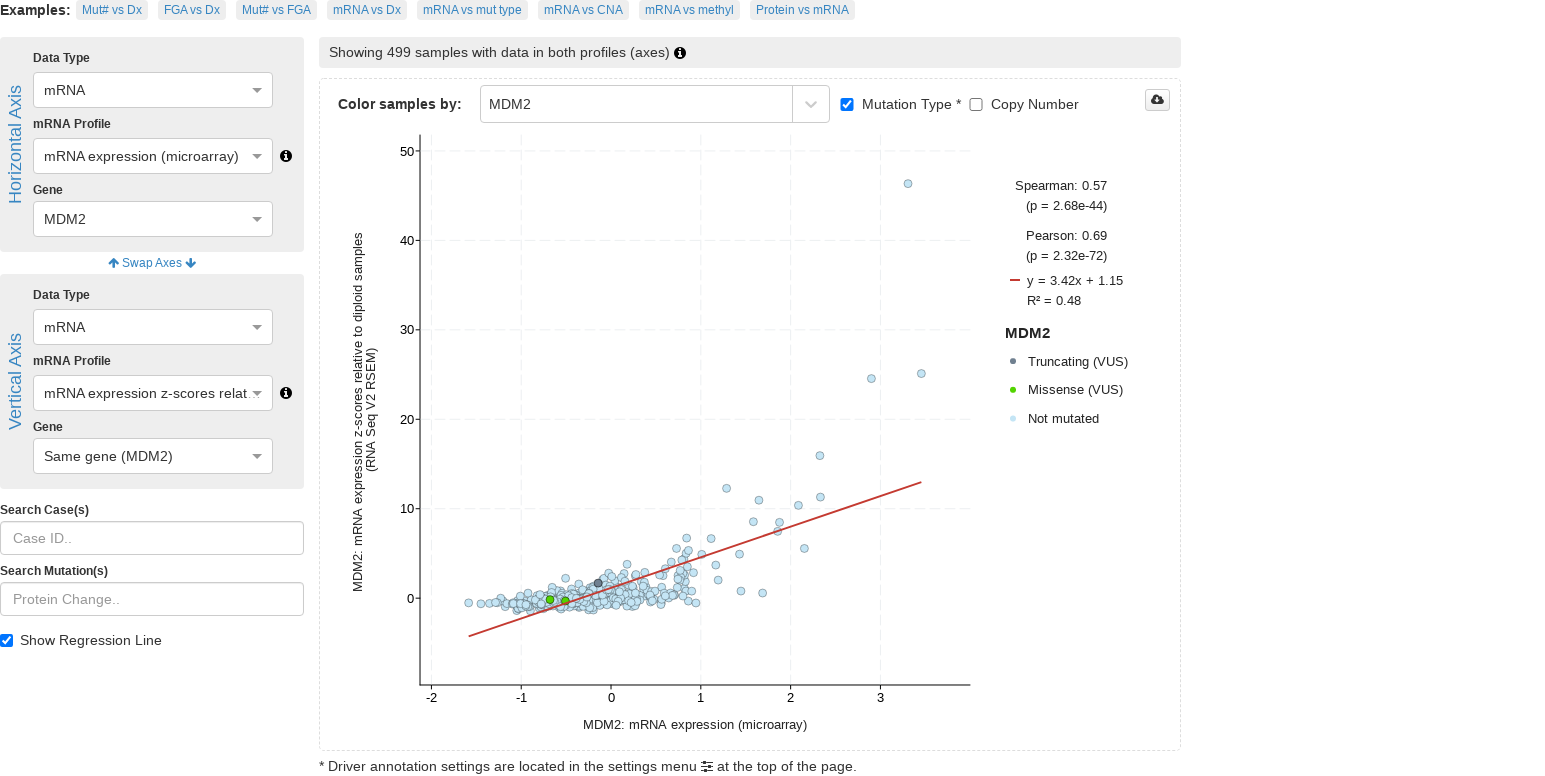 Examples: Mut# vs Dx FGA vs Dx Mut# vs FGA mRNA vs Dx mRNA vs mut type mRNA vs CNA mRNA vs methyl Protein vs mRNA
Horizontal Axis
Data Type
mRNA
mRNA Profile
mRNA expression (microarray)
Gene
MDM2
Swap Axes
Vertical Axis
Data Type
mRNA
mRNA Profile
mRNA expression z-scores relat...
Gene
Same gene (MDM2)
Search Case(s)
Case ID..
Search Mutation(s)
Protein Change..
Show Regression Line
Showing 499 samples with data in both profiles (axes)
Color samples by: MDM2 Mutation Type * Copy Number
MDM2: mRNA expression z-scores relative to diploid samples
(RNA Seq V2 RSEM)
50
40
30
20
10
0
-2 -1 0 1 2 3
MDM2: mRNA expression (microarray)
Spearman: 0.57
(p = 2.68e-44)
Pearson: 0.69
(p = 2.32e-72)
y = 3.42x + 1.15
R² = 0.48
MDM2
Truncating (VUS)
Missense (VUS)
Not mutated
* Driver annotation settings are located in the settings menu at the top of the page.